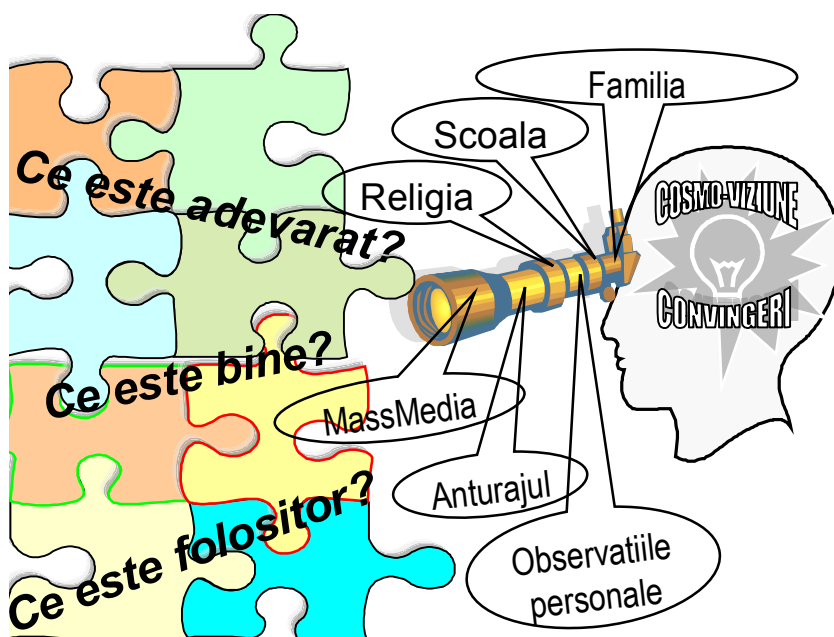 Familia
Scoala
Religia
Ce este adevarat?
COSMO-VIZIUNE
CONVINGERI
Ce este bine?
MassMedia
Anturajul
Ce este folositor?
Observatiile
personale